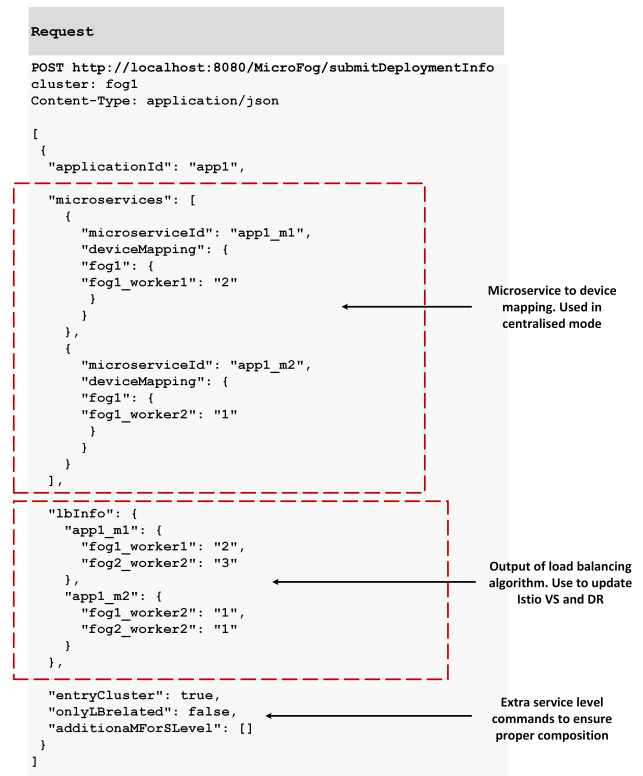 Request
POST http://localhost:8080/MicroFog/submitDeploymentInfo
cluster: fog1
Content-Type: application/json
[
{
"applicationId": "app1",
"microservices": [
{
"microserviceId": "app1_m1",
"deviceMapping": {
"fog1": {
"fog1_worker1": "2"
}
}
},
{
"microserviceId": "app1_m2",
"deviceMapping": {
"fog1": {
"fog1_worker2": "1"
}
}
}
],
Microservice to device
mapping. Used in
centralised mode
"lbInfo": {
"app1_m1": {
"fog1_worker1": "2",
"fog2_worker2": "3"
},
"app1_m2": {
"fog1_worker2": "1",
"fog2_worker2": "1"
}
},
Output of load balancing
algorithm. Use to update
Istio VS and DR
"entryCluster": true,
"onlyLBrelated": false,
"additionaMForSLevel": []
}
]
Extra service level
commands to ensure
proper composition